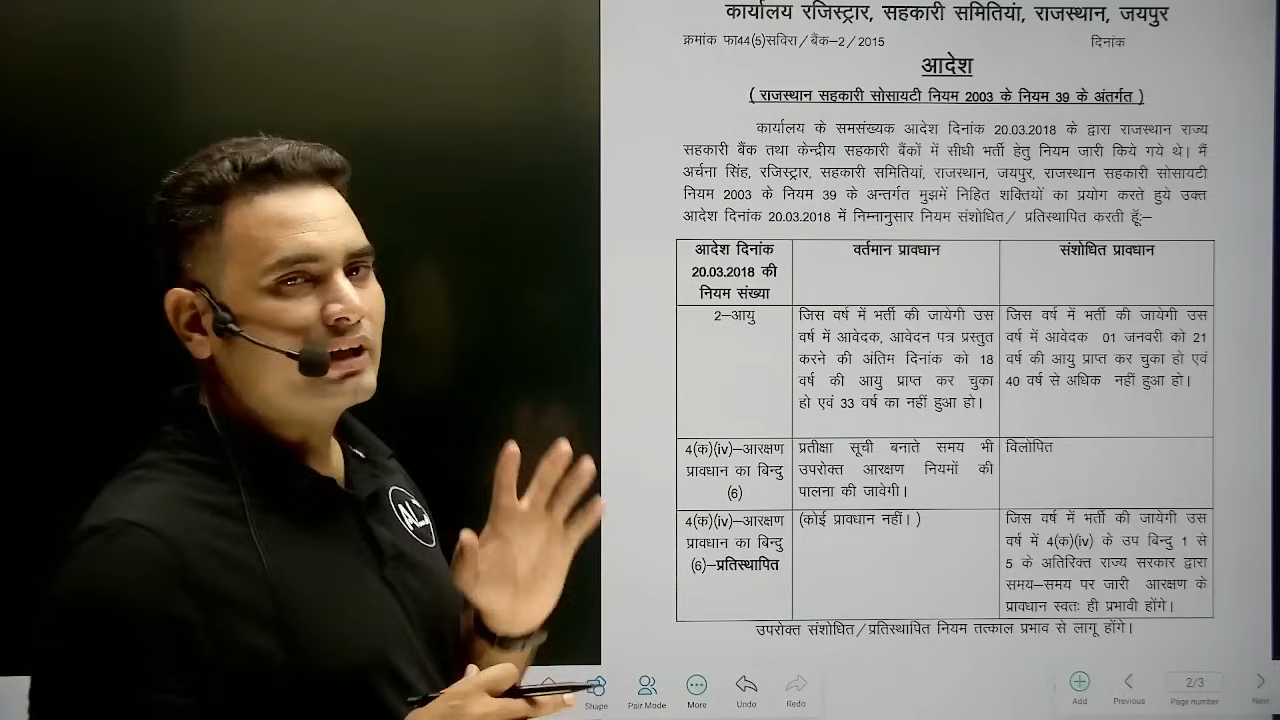 कार्यालय रजिस्ट्रार, सहकारी समितियां, राजस्थान, जयपुर
क्रमांक फा44(5)सविरा/बैंक–2/2015 दिनांक
आदेश
( राजस्थान सहकारी सोसायटी नियम 2003 के नियम 39 के अंतर्गत )
कार्यालय के समसंख्यक आदेश दिनांक 20.03.2018 के द्वारा राजस्थान राज्य
सहकारी बैंक तथा केन्द्रीय सहकारी बैंकों में सीधी भर्ती हेतु नियम जारी किये गये थे। मैं
अर्चना सिंह, रजिस्ट्रार, सहकारी समितियां, राजस्थान, जयपुर, राजस्थान सहकारी सोसायटी
नियम 2003 के नियम 39 के अन्तर्गत मुझमें निहित शक्तियों का प्रयोग करते हुये उक्त
आदेश दिनांक 20.03.2018 में निम्नानुसार नियम संशोधित/ प्रतिस्थापित करती हूँ:–
आदेश दिनांक
20.03.2018 की
नियम संख्या
वर्तमान प्रावधान
संशोधित प्रावधान
2–आयु
जिस वर्ष में भर्ती की जायेगी उस
वर्ष में आवेदक, आवेदन पत्र प्रस्तुत
करने की अंतिम दिनांक को 18
वर्ष की आयु प्राप्त कर चुका
हो एवं 33 वर्ष का नहीं हुआ हो।
जिस वर्ष में भर्ती की जायेगी उस
वर्ष में आवेदक 01 जनवरी को 21
वर्ष की आयु प्राप्त कर चुका हो एवं
40 वर्ष से अधिक नहीं हुआ हो।
4(क)(iv)–आरक्षण
प्रावधान का बिन्दु
(6)
प्रतीक्षा सूची बनाते समय भी
उपरोक्त आरक्षण नियमों की
पालना की जावेगी।
विलोपित
4(क)(iv)–आरक्षण
प्रावधान का बिन्दु
(6)–प्रतिस्थापित
(कोई प्रावधान नहीं। )
जिस वर्ष में भर्ती की जायेगी उस
वर्ष में 4(क)(iv) के उप बिन्दु 1 से
5 के अतिरिक्त राज्य सरकार द्वारा
समय–समय पर जारी आरक्षण के
प्रावधान स्वतः ही प्रभावी होंगे।
उपरोक्त संशोधित/प्रतिस्थापित नियम तत्काल प्रभाव से लागू होंगे।
Shape Pair Mode More Undo Redo Add Previous 2/3 Page number Next